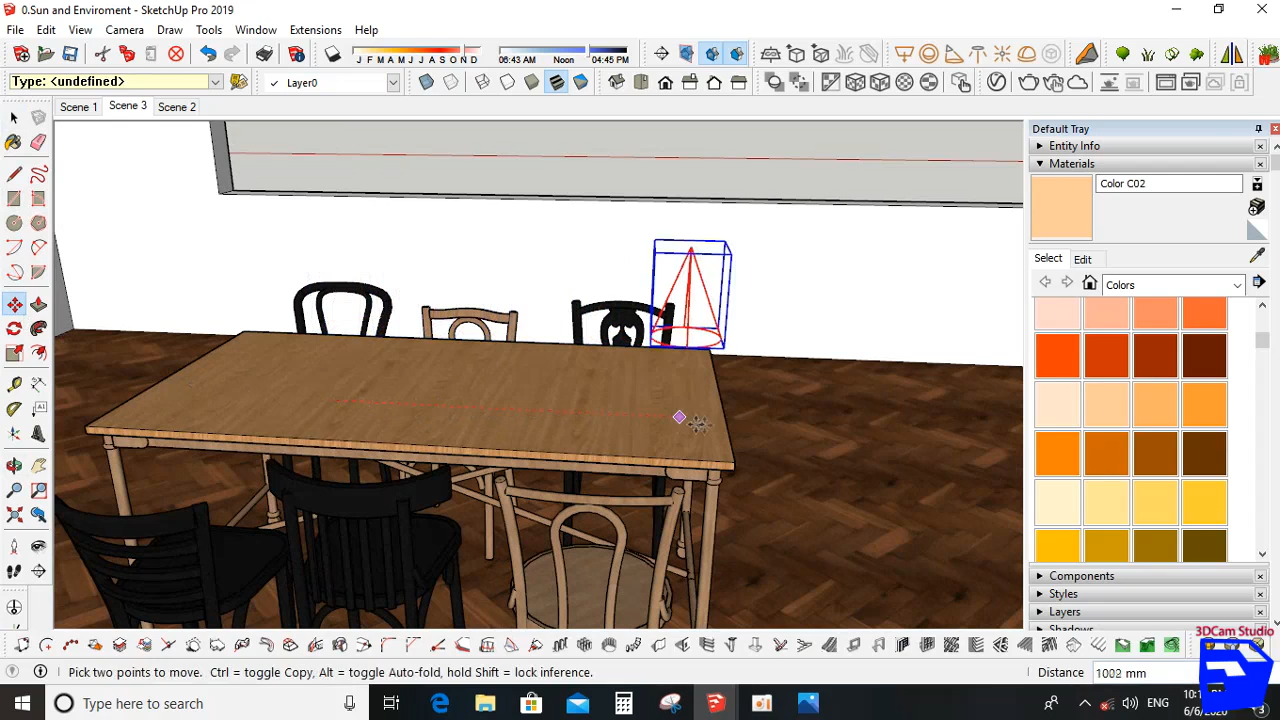 0.Sun and Enviroment - SketchUp Pro 2019
File Edit View Camera Draw Tools Window Extensions Help
J F M A M J J A S O N D 06:43 AM Noon 04:45 PM
Type: <undefined>
✓ Layer0
Scene 1 Scene 3 Scene 2
Default Tray
Entity Info
Materials
Color C02
Select Edit
Colors
Components
Styles
Layers
Shadows
3DCam Studio
Pick two points to move. Ctrl = toggle Copy, Alt = toggle Auto-fold, hold Shift = lock inference.
Distance 1002 mm
Type here to search
ENG